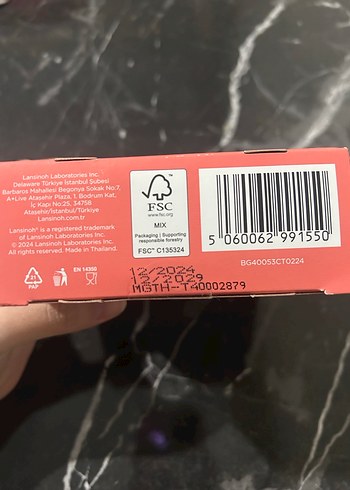 Lansinoh Laboratories Inc.
Delaware Türkiye İstanbul Şubesi
Barbaros Mahallesi Begonya Sokak No:7,
A+Live Ataşehir Plaza, 1. Bodrum Kat,
İç Kapı No:25, 34758
Ataşehir/İstanbul/Türkiye
Lansinoh.com.tr
Lansinoh® is a registered trademark
of Lansinoh Laboratories Inc.
© 2024 Lansinoh Laboratories Inc.
All rights reserved. Made in Thailand.
21
PAP
EN 14350
FSC
www.fsc.org
MIX
Packaging | Supporting
responsible forestry
FSC™ C135324
5 060062 991550
BG40053CT0224
12/2024
12/2029
MGTH-T40002879